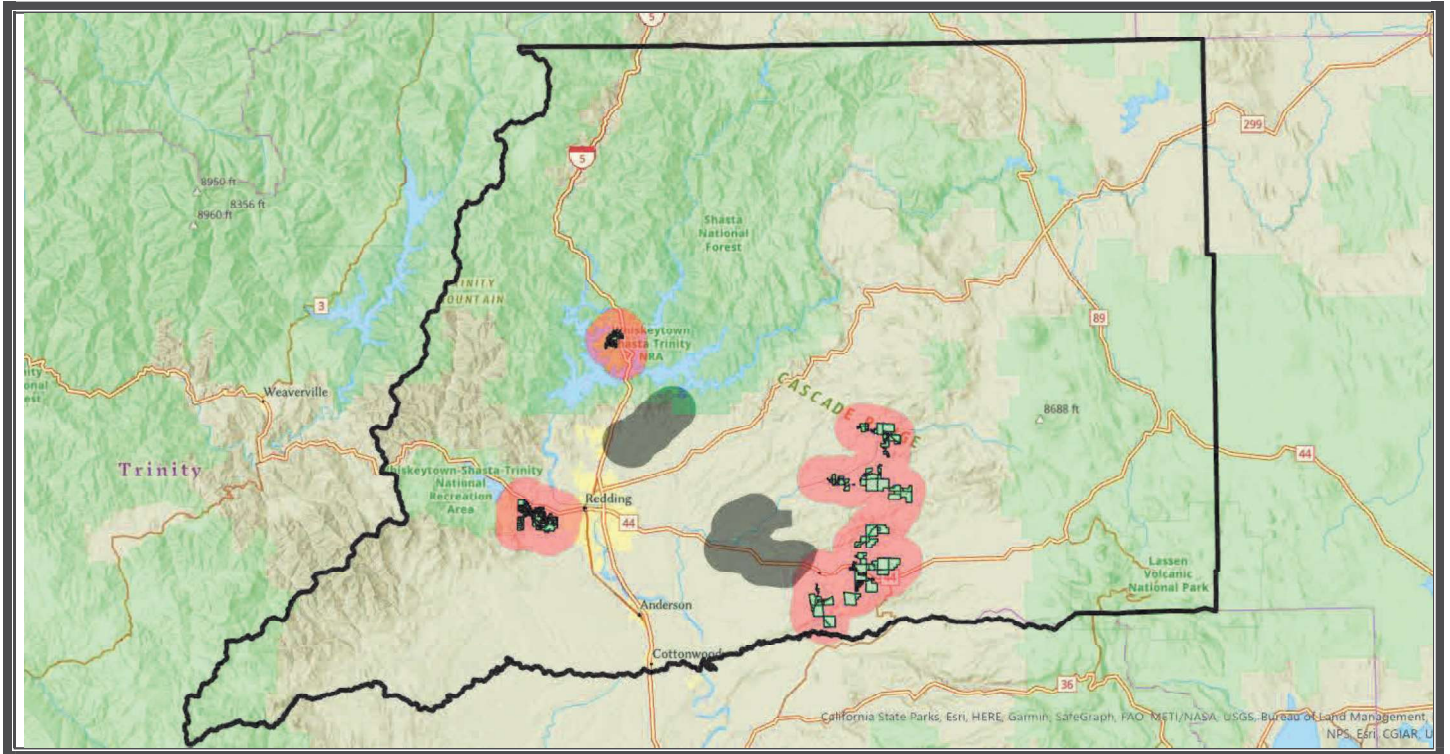 5
299
5
8950 ft
8356 ft
8960 ft
Shasta
National
Forest
TRINITY
MOUNTAIN
3
89
Whiskeytown
Shasta Trinity
NRA
CASCADE RANGE
Weaverville
8688 ft
44
Trinity
Whiskeytown-Shasta-Trinity
National
Recreation
Area
Redding
44
Lassen
Volcanic
National Park
Anderson
Cottonwood
36
California State Parks, Esri, HERE, Garmin, SafeGraph, FAO, METI/NASA, USGS, Bureau of Land Management,
NPS, Esri, CGIAR, U